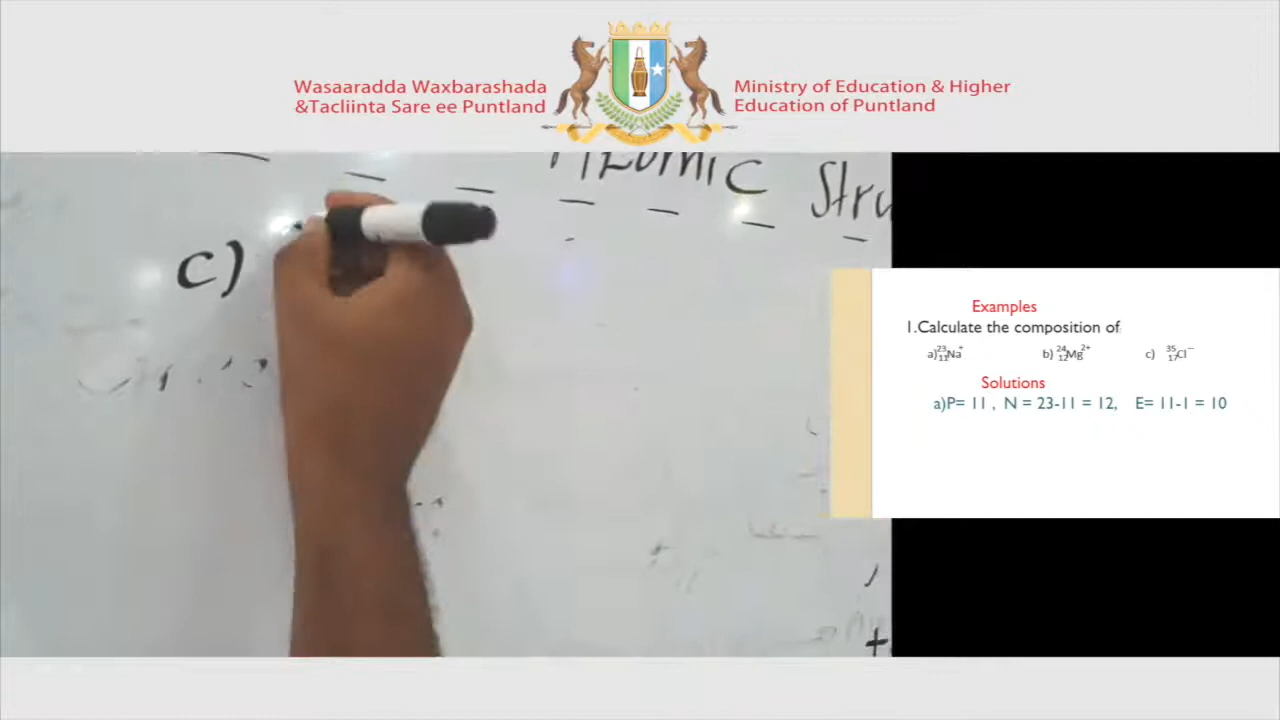 Wasaaradda Waxbarashada
&Tacliinta Sare ee Puntland
Ministry of Education & Higher
Education of Puntland
Atomic Stru
c)
Examples
1.Calculate the composition of
a) ²³₁₁Na⁺ b) ²⁴₁₂Mg²⁺ c) ³⁵₁₇Cl⁻
Solutions
a)P= 11 , N = 23-11 = 12, E= 11-1 = 10